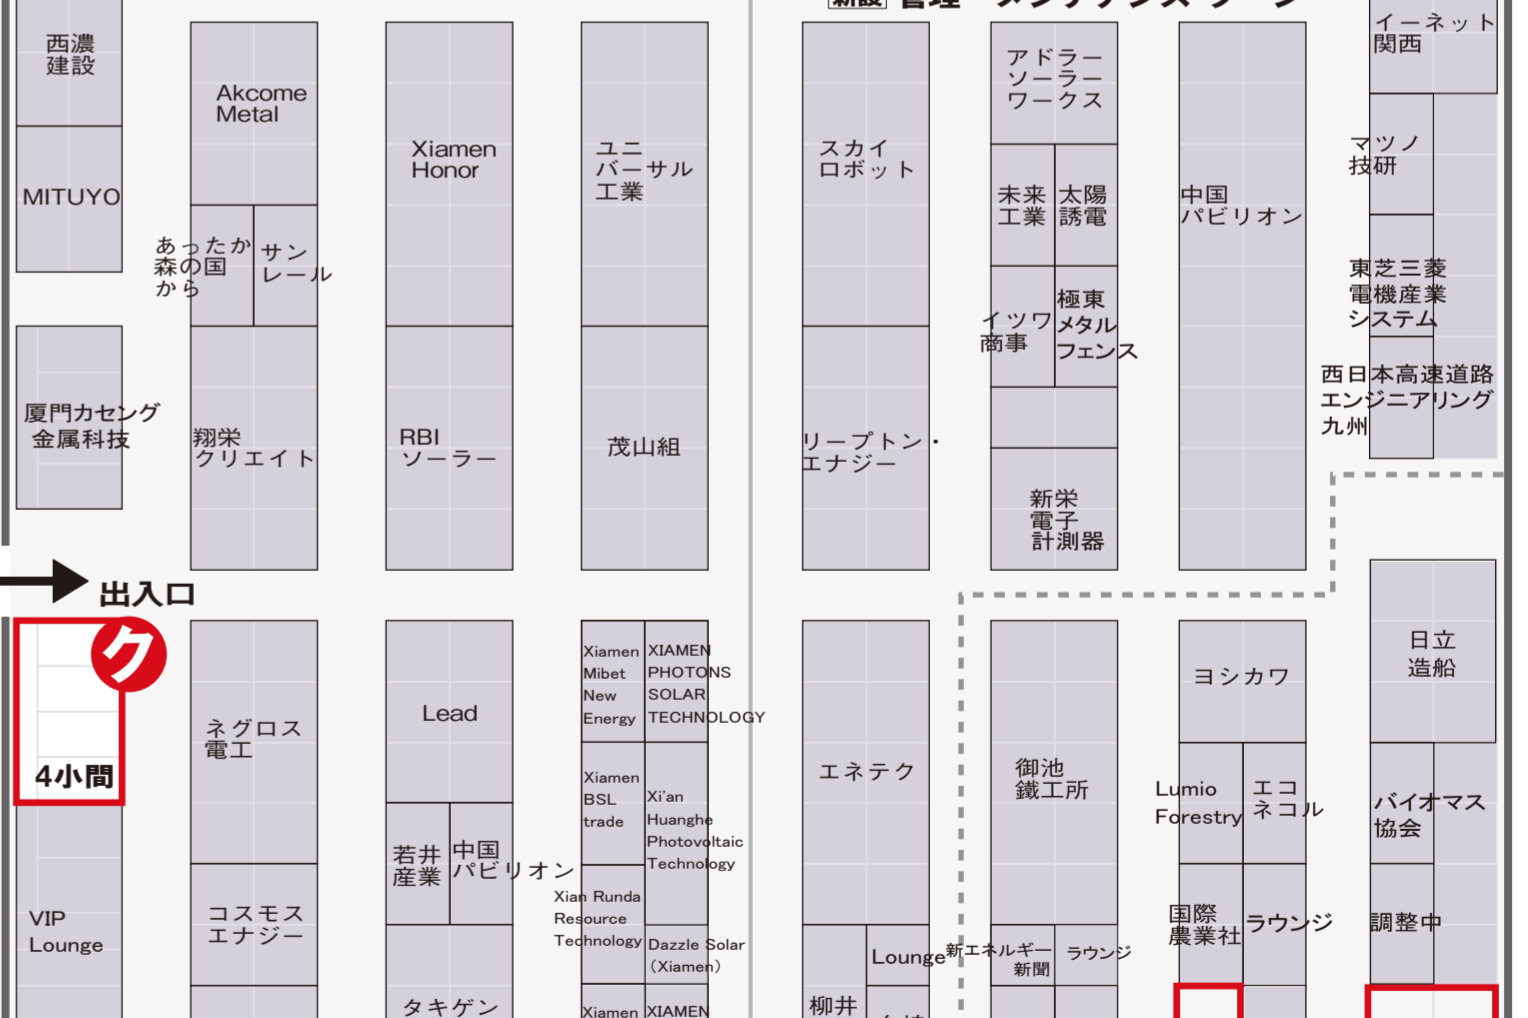 新設 管理・メンテナンスゾーン
西濃
建設
MITUYO
厦門カセング
金属科技
出入口
ク
4小間
VIP
Lounge
Akcome
Metal
あったか
森の国
から
サン
レール
翔栄
クリエイト
ネグロス
電工
コスモス
エナジー
Xiamen
Honor
RBI
ソーラー
Lead
若井
産業
中国
パビリオン
タキゲン
ユニ
バーサル
工業
茂山組
Xiamen
Mibet
New
Energy
XIAMEN
PHOTONS
SOLAR
TECHNOLOGY
Xiamen
BSL
trade
Xi'an
Huanghe
Photovoltaic
Technology
Xian Runda
Resource
Technology
Dazzle Solar
（Xiamen）
Xiamen
XIAMEN
スカイ
ロボット
リープトン・
エナジー
エネテク
Lounge
柳井
アドラー
ソーラー
ワークス
未来
工業
太陽
誘電
イツワ
商事
極東
メタル
フェンス
新栄
電子
計測器
御池
鐵工所
新エネルギー
新聞
ラウンジ
中国
パビリオン
ヨシカワ
Lumio
Forestry
エコ
ネコル
国際
農業社
ラウンジ
イーネット
関西
マツノ
技研
東芝三菱
電機産業
システム
西日本高速道路
エンジニアリング
九州
日立
造船
バイオマス
協会
調整中